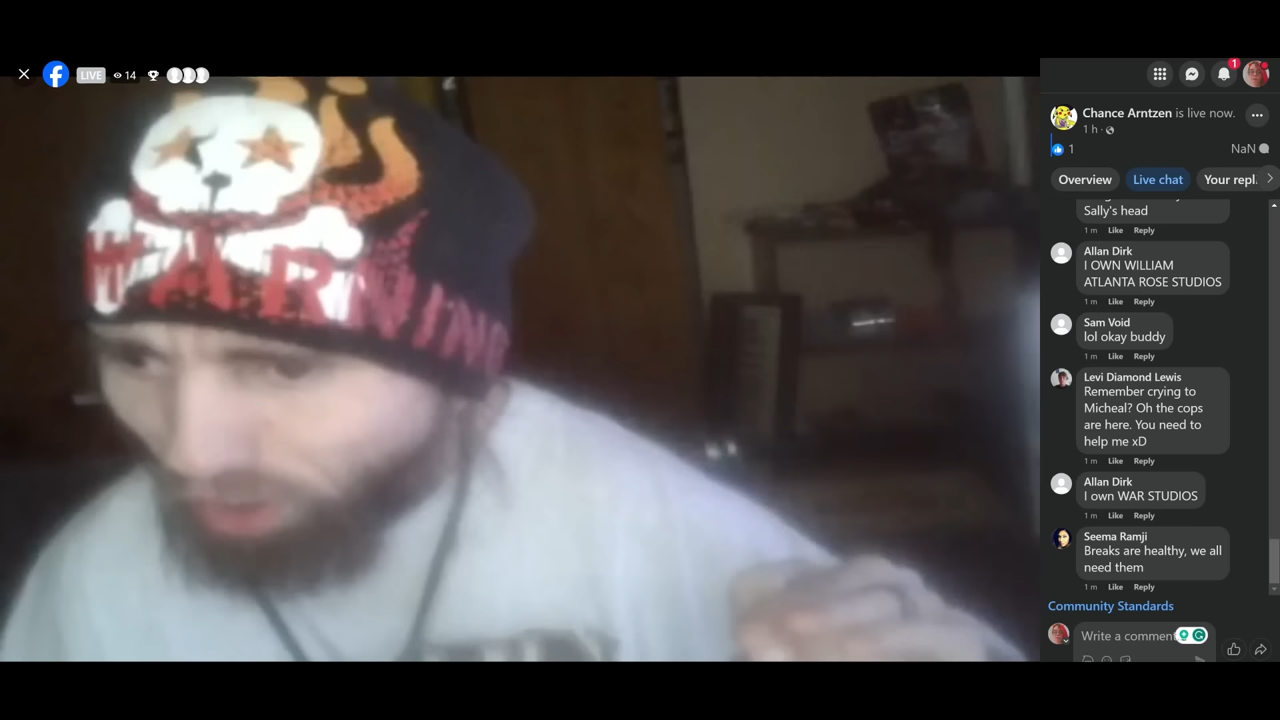 LIVE
14
1
Chance Arntzen is live now.
1 h ·
1
NaN
Overview
Live chat
Your repl.
Sally's head
1 m Like Reply
Allan Dirk
I OWN WILLIAM
ATLANTA ROSE STUDIOS
1 m Like Reply
Sam Void
lol okay buddy
1 m Like Reply
Levi Diamond Lewis
Remember crying to
Micheal? Oh the cops
are here. You need to
help me xD
1 m Like Reply
Allan Dirk
I own WAR STUDIOS
1 m Like Reply
Seema Ramji
Breaks are healthy, we all
need them
1 m Like Reply
Community Standards
Write a comment
WARNING